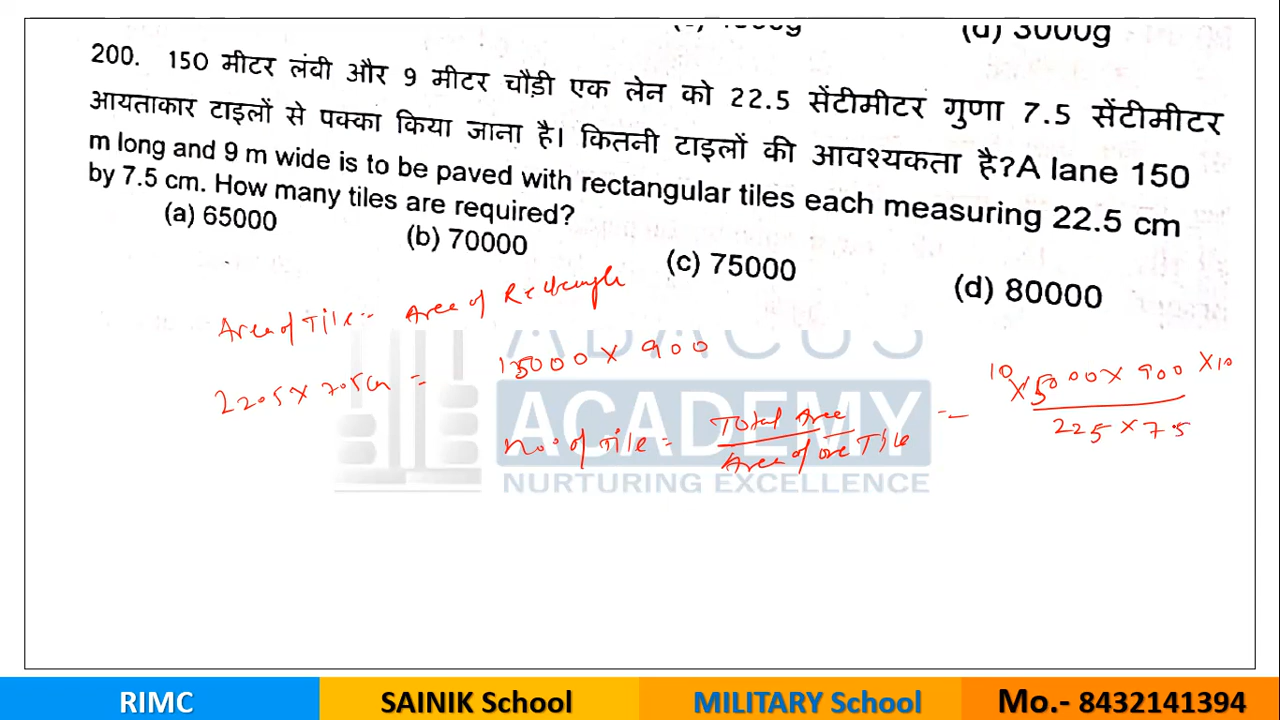 (d) 3000g
200. 150 मीटर लंवी और 9 मीटर चौड़ी एक लेन को 22.5 सेंटीमीटर गुणा 7.5 सेंटीमीटर
आयताकार टाइलों से पक्का किया जाना है। कितनी टाइलों की आवश्यकता है?A lane 150
m long and 9 m wide is to be paved with rectangular tiles each measuring 22.5 cm
by 7.5 cm. How many tiles are required?
(a) 65000 (b) 70000 (c) 75000 (d) 80000
Area of Tile = Area of Rectangle
22.5 x 7.5 cm = 15000 x 900
No. of Tile = Total Area / Area of one Tile = 10 x 15000 x 900 x 10 / 225 x 75
ABACUS
ACADEMY
NURTURING EXCELLENCE
RIMC SAINIK School MILITARY School Mo.- 8432141394